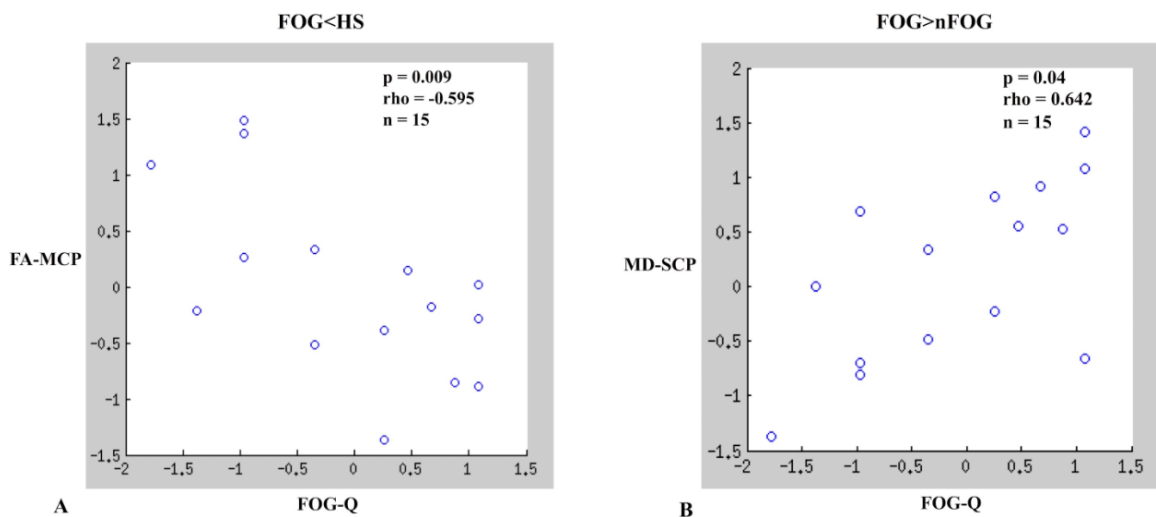 FOG<HS
2
p = 0.009
rho = -0.595
n = 15
1.5
1
0.5
FA-MCP
0
-0.5
-1
-1.5
-2 -1.5 -1 -0.5 0 0.5 1 1.5
A
FOG-Q
FOG>nFOG
2
p = 0.04
rho = 0.642
n = 15
1.5
1
0.5
MD-SCP
0
-0.5
-1
-1.5
-2 -1.5 -1 -0.5 0 0.5 1 1.5
B
FOG-Q